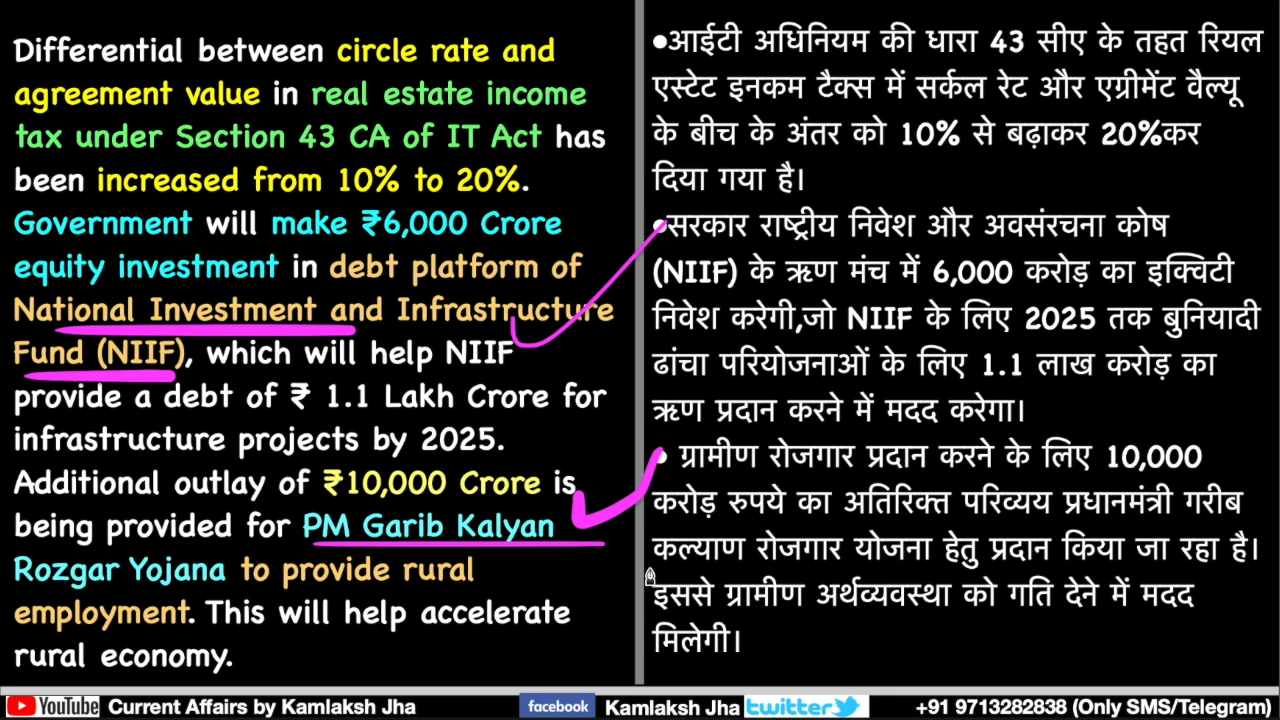 Differential between circle rate and
agreement value in real estate income
tax under Section 43 CA of IT Act has
been increased from 10% to 20%.
Government will make ₹6,000 Crore
equity investment in debt platform of
National Investment and Infrastructure
Fund (NIIF), which will help NIIF
provide a debt of ₹ 1.1 Lakh Crore for
infrastructure projects by 2025.
Additional outlay of ₹10,000 Crore is
being provided for PM Garib Kalyan
Rozgar Yojana to provide rural
employment. This will help accelerate
rural economy.
•आईटी अधिनियम की धारा 43 सीए के तहत रियल
एस्टेट इनकम टैक्स में सर्कल रेट और एग्रीमेंट वैल्यू
के बीच के अंतर को 10% से बढ़ाकर 20%कर
दिया गया है।
•सरकार राष्ट्रीय निवेश और अवसंरचना कोष
(NIIF) के ऋण मंच में 6,000 करोड़ का इक्विटी
निवेश करेगी,जो NIIF के लिए 2025 तक बुनियादी
ढांचा परियोजनाओं के लिए 1.1 लाख करोड़ का
ऋण प्रदान करने में मदद करेगा।
• ग्रामीण रोजगार प्रदान करने के लिए 10,000
करोड़ रुपये का अतिरिक्त परिव्यय प्रधानमंत्री गरीब
कल्याण रोजगार योजना हेतु प्रदान किया जा रहा है।
इससे ग्रामीण अर्थव्यवस्था को गति देने में मदद
मिलेगी।
YouTube Current Affairs by Kamlaksh Jha facebook Kamlaksh Jha twitter +91 9713282838 (Only SMS/Telegram)